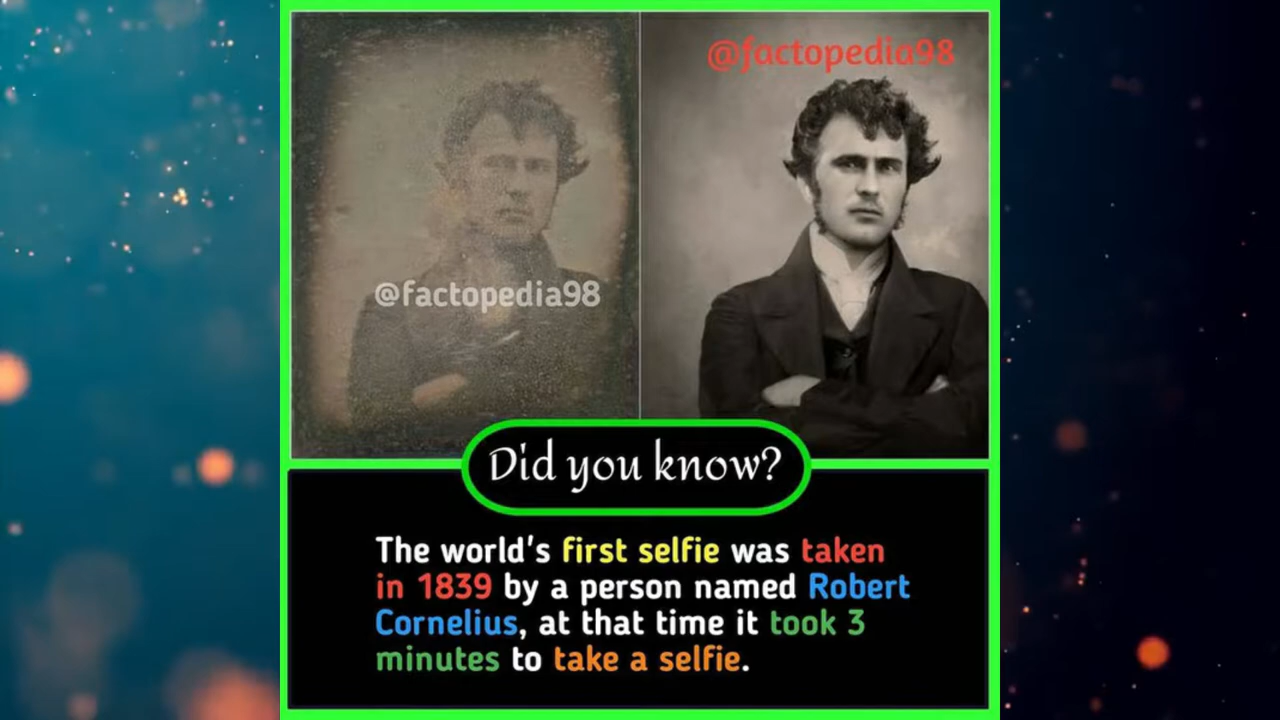 @factopedia98
@factopedia98
Did you know?
The world's first selfie was taken
in 1839 by a person named Robert
Cornelius, at that time it took 3
minutes to take a selfie.